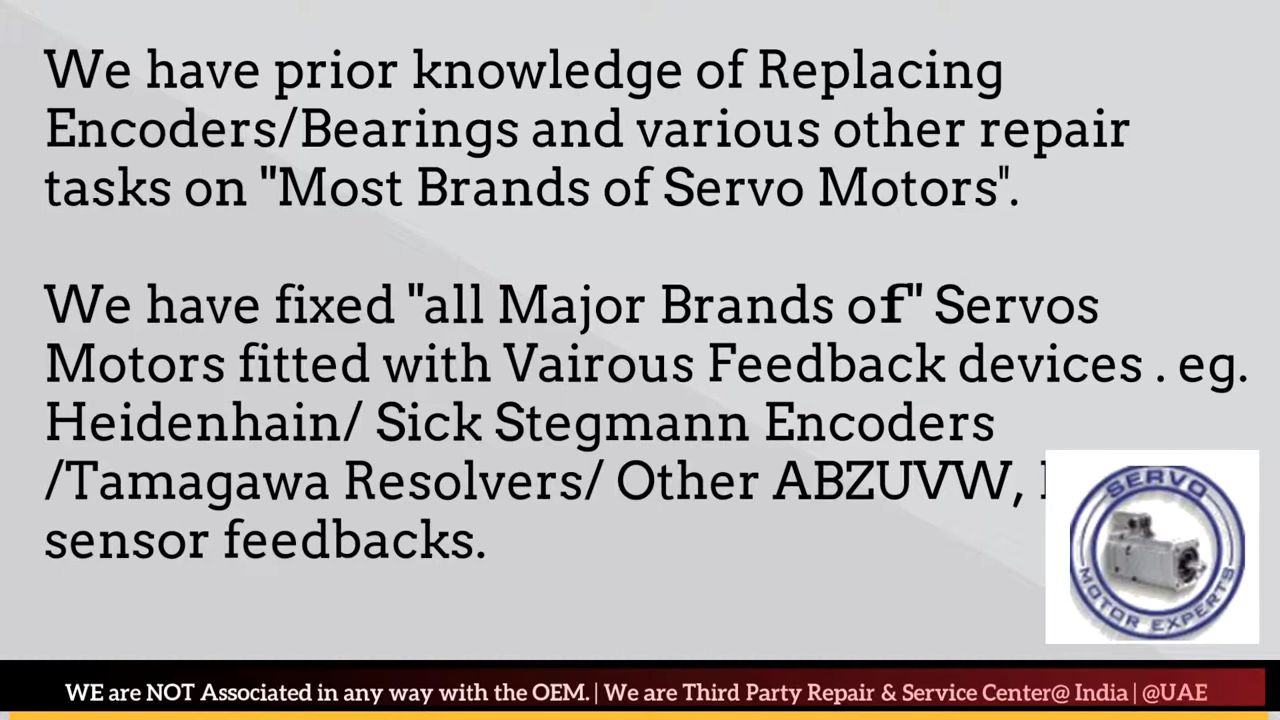 We have prior knowledge of Replacing
Encoders/Bearings and various other repair
tasks on "Most Brands of Servo Motors".
We have fixed "all Major Brands of" Servos
Motors fitted with Vairous Feedback devices . eg.
Heidenhain/ Sick Stegmann Encoders
/Tamagawa Resolvers/ Other ABZUVW,
sensor feedbacks.
SERVO
MOTOR EXPERTS
WE are NOT Associated in any way with the OEM. | We are Third Party Repair & Service Center@ India | @UAE